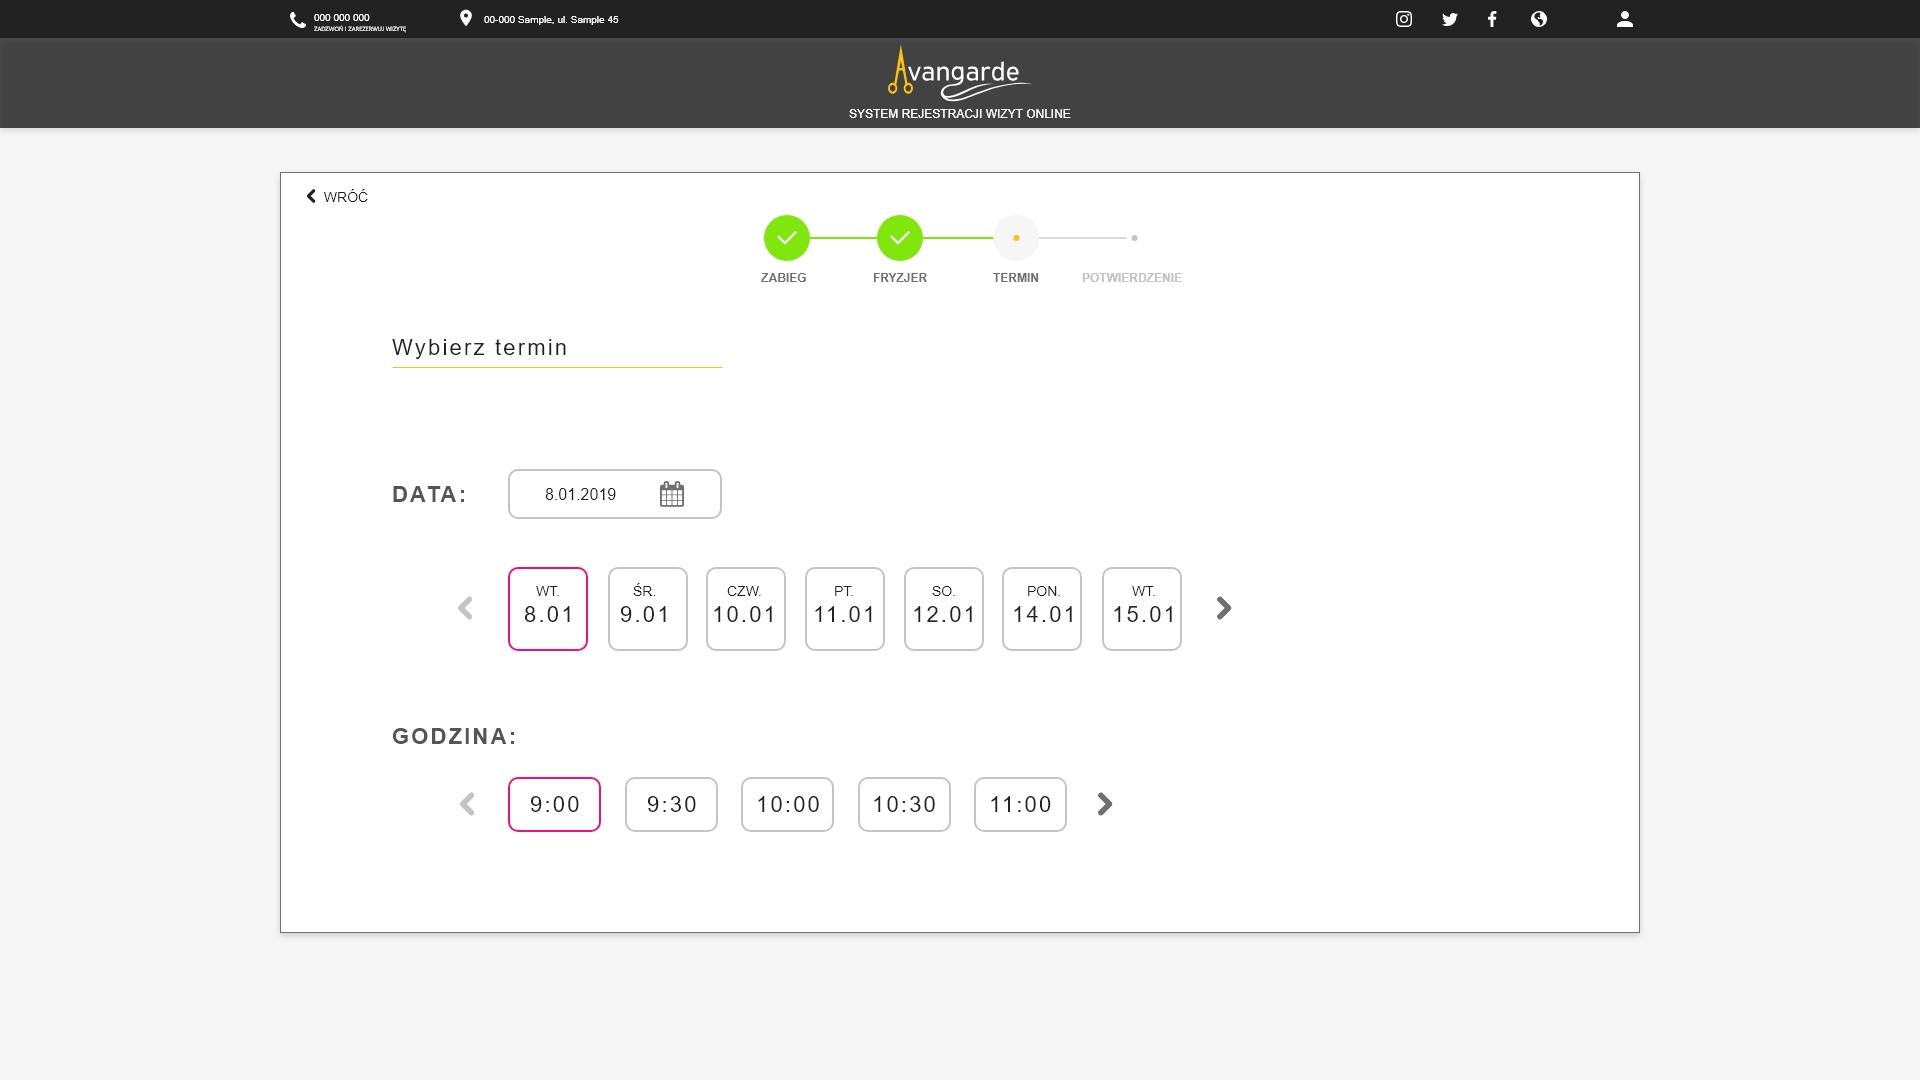 000 000 000
ZADZWOŃ I ZAREZERWUJ WIZYTĘ
00-000 Sample, ul. Sample 45
Avangarde
SYSTEM REJESTRACJI WIZYT ONLINE
WRÓĆ
ZABIEG FRYZJER TERMIN POTWIERDZENIE
Wybierz termin
DATA: 8.01.2019
WT. ŚR. CZW. PT. SO. PON. WT.
8.01 9.01 10.01 11.01 12.01 14.01 15.01
GODZINA:
9:00 9:30 10:00 10:30 11:00